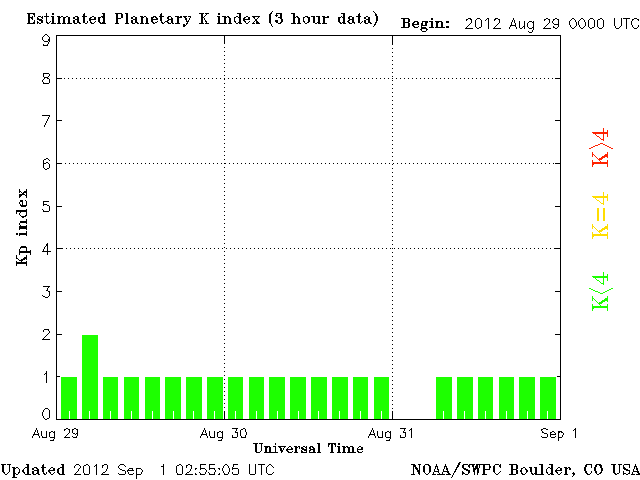 Estimated Planetary K index (3 hour data) Begin: 2012 Aug 29 0000 UTC
9
8
7
6
5
4
3
2
1
0
Kp index
Aug 29 Aug 30 Aug 31 Sep 1
Universal Time
K>4
K=4
K<4
Updated 2012 Sep 1 02:55:05 UTC NOAA/SWPC Boulder, CO USA